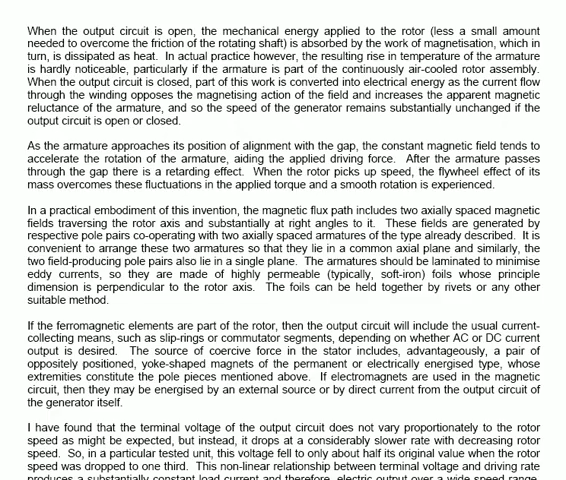 When the output circuit is open, the mechanical energy applied to the rotor (less a small amount
needed to overcome the friction of the rotating shaft) is absorbed by the work of magnetisation, which in
turn, is dissipated as heat. In actual practice however, the resulting rise in temperature of the armature
is hardly noticeable, particularly if the armature is part of the continuously air-cooled rotor assembly.
When the output circuit is closed, part of this work is converted into electrical energy as the current flow
through the winding opposes the magnetising action of the field and increases the apparent magnetic
reluctance of the armature, and so the speed of the generator remains substantially unchanged if the
output circuit is open or closed.
As the armature approaches its position of alignment with the gap, the constant magnetic field tends to
accelerate the rotation of the armature, aiding the applied driving force. After the armature passes
through the gap there is a retarding effect. When the rotor picks up speed, the flywheel effect of its
mass overcomes these fluctuations in the applied torque and a smooth rotation is experienced.
In a practical embodiment of this invention, the magnetic flux path includes two axially spaced magnetic
fields traversing the rotor axis and substantially at right angles to it. These fields are generated by
respective pole pairs co-operating with two axially spaced armatures of the type already described. It is
convenient to arrange these two armatures so that they lie in a common axial plane and similarly, the
two field-producing pole pairs also lie in a single plane. The armatures should be laminated to minimise
eddy currents, so they are made of highly permeable (typically, soft-iron) foils whose principle
dimension is perpendicular to the rotor axis. The foils can be held together by rivets or any other
suitable method.
If the ferromagnetic elements are part of the rotor, then the output circuit will include the usual current-
collecting means, such as slip-rings or commutator segments, depending on whether AC or DC current
output is desired. The source of coercive force in the stator includes, advantageously, a pair of
oppositely positioned, yoke-shaped magnets of the permanent or electrically energised type, whose
extremities constitute the pole pieces mentioned above. If electromagnets are used in the magnetic
circuit, then they may be energised by an external source or by direct current from the output circuit of
the generator itself.
I have found that the terminal voltage of the output circuit does not vary proportionately to the rotor
speed as might be expected, but instead, it drops at a considerably slower rate with decreasing rotor
speed. So, in a particular tested unit, this voltage fell to only about half its original value when the rotor
speed was dropped to one third. This non-linear relationship between terminal voltage and driving rate
produces a substantially constant load current and therefore, electric output over a wide speed range,